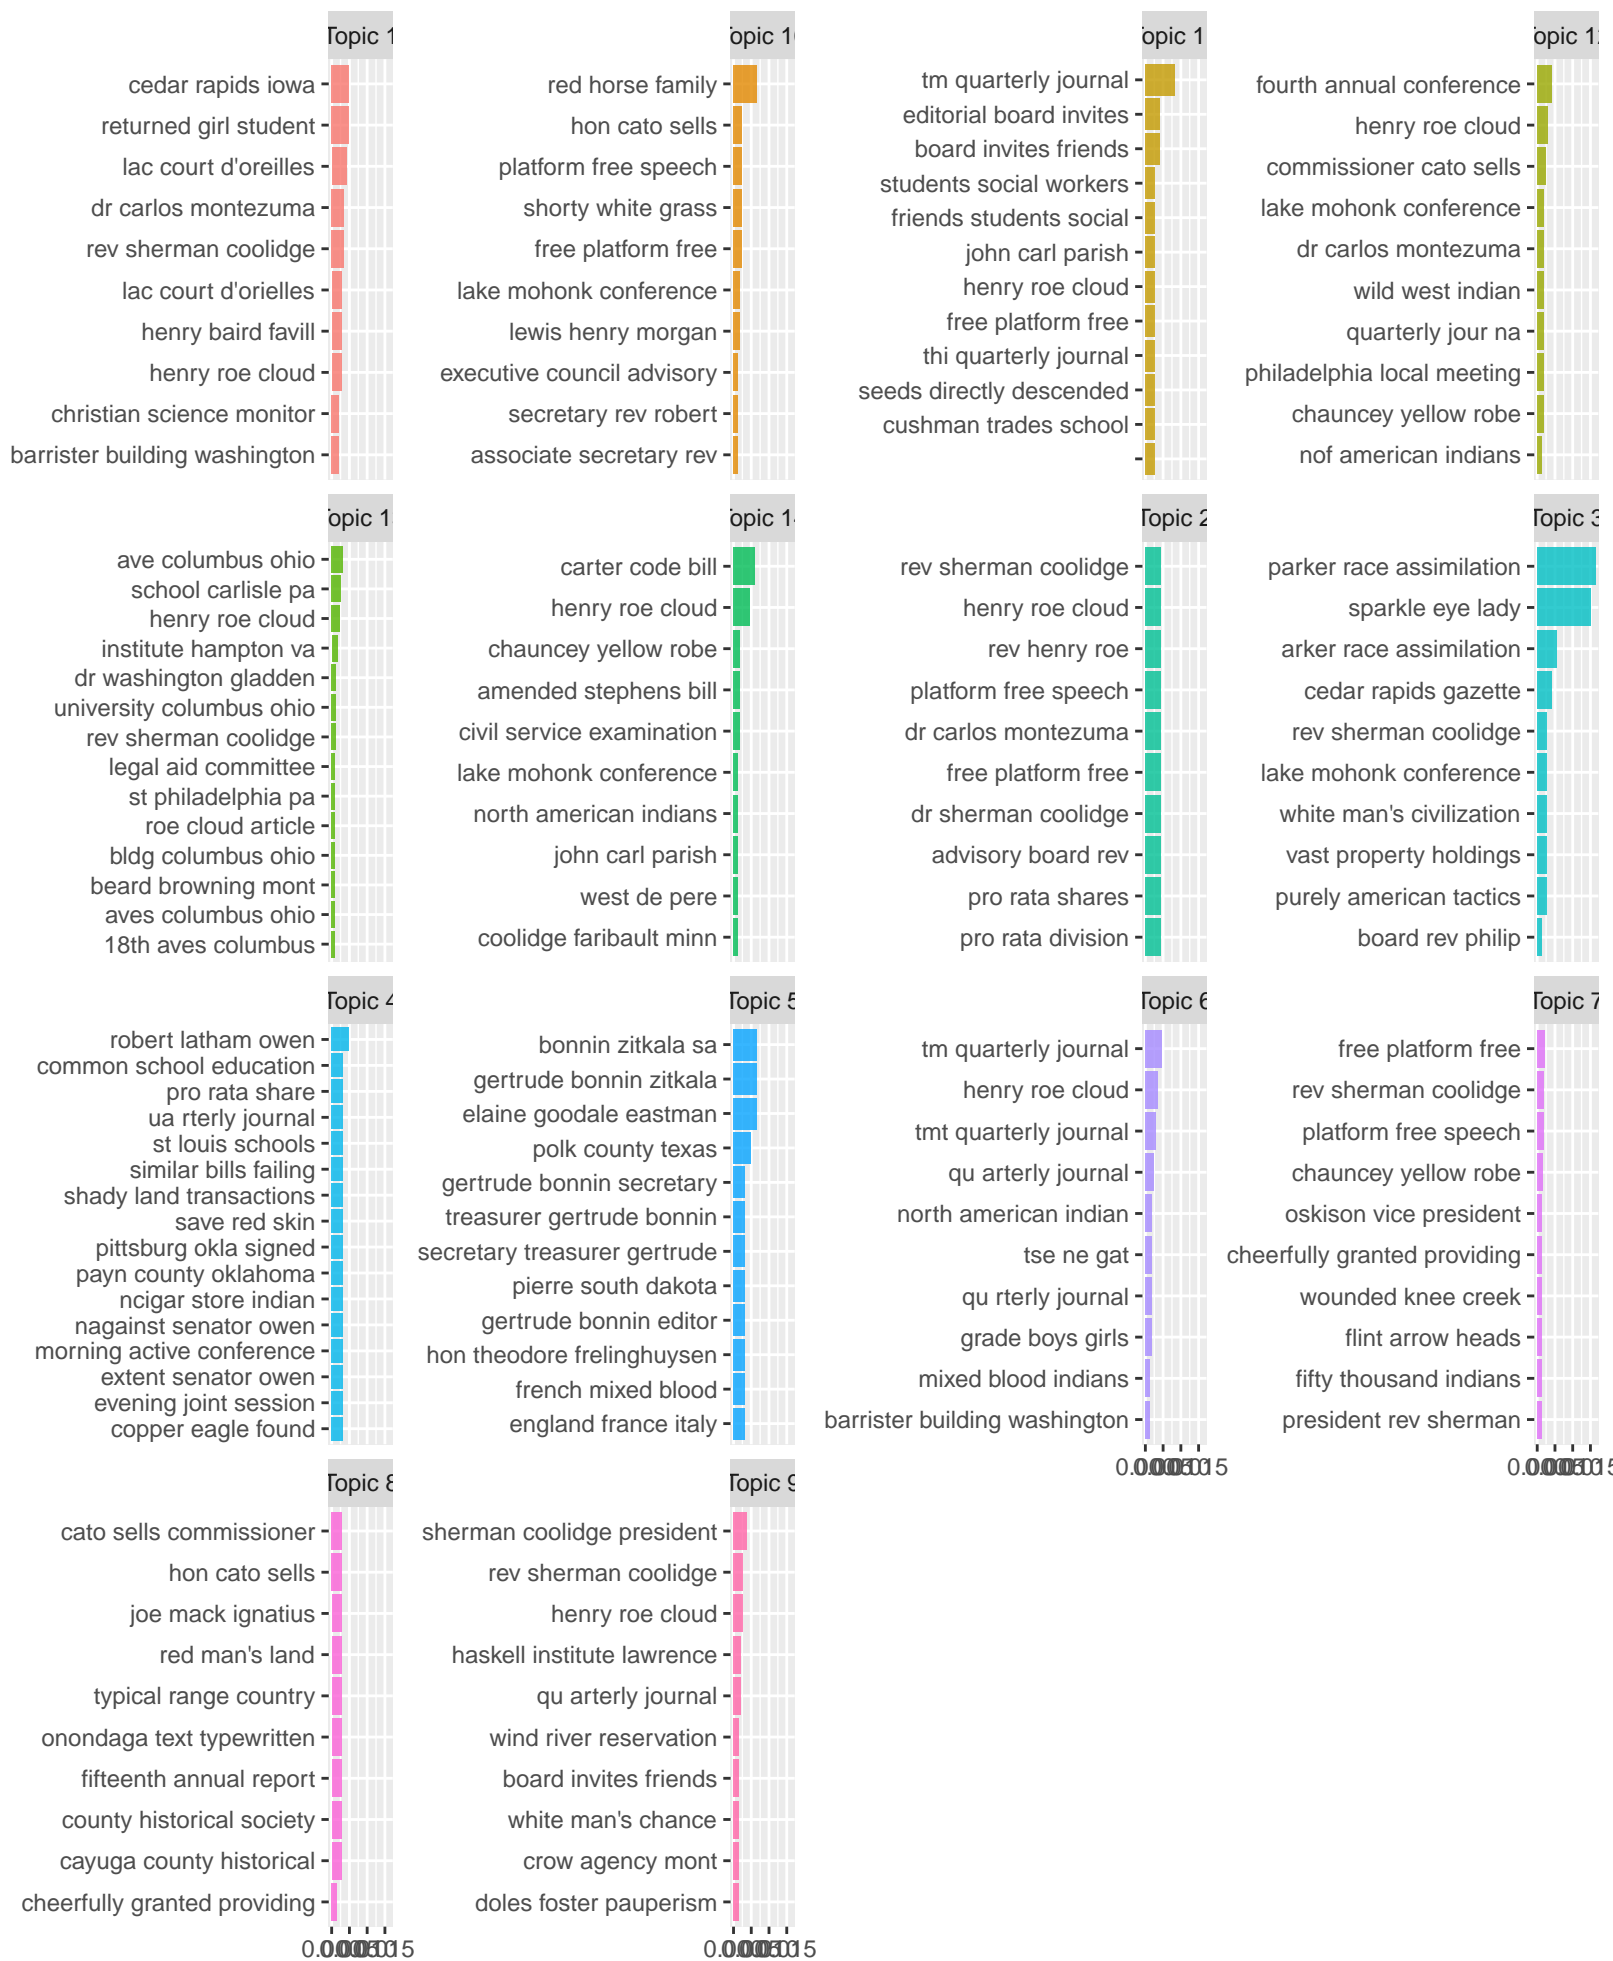 Topic 1
cedar rapids iowa
returned girl student
lac court d'oreilles
dr carlos montezuma
rev sherman coolidge
lac court d'orielles
henry baird favill
henry roe cloud
christian science monitor
barrister building washington
opic 1
red horse family
hon cato sells
platform free speech
shorty white grass
free platform free
lake mohonk conference
lewis henry morgan
executive council advisory
secretary rev robert
associate secretary rev
opic 1
tm quarterly journal
editorial board invites
board invites friends
students social workers
friends students social
john carl parish
henry roe cloud
free platform free
thi quarterly journal
seeds directly descended
cushman trades school
opic 1
fourth annual conference
henry roe cloud
commissioner cato sells
lake mohonk conference
dr carlos montezuma
wild west indian
quarterly jour na
philadelphia local meeting
chauncey yellow robe
nof american indians
opic 1
ave columbus ohio
school carlisle pa
henry roe cloud
institute hampton va
dr washington gladden
university columbus ohio
rev sherman coolidge
legal aid committee
st philadelphia pa
roe cloud article
bldg columbus ohio
beard browning mont
aves columbus ohio
18th aves columbus
opic 1
carter code bill
henry roe cloud
chauncey yellow robe
amended stephens bill
civil service examination
lake mohonk conference
north american indians
john carl parish
west de pere
coolidge faribault minn
Topic 2
rev sherman coolidge
henry roe cloud
rev henry roe
platform free speech
dr carlos montezuma
free platform free
dr sherman coolidge
advisory board rev
pro rata shares
pro rata division
Topic 3
parker race assimilation
sparkle eye lady
arker race assimilation
cedar rapids gazette
rev sherman coolidge
lake mohonk conference
white man's civilization
vast property holdings
purely american tactics
board rev philip
Topic 4
robert latham owen
common school education
pro rata share
ua rterly journal
st louis schools
similar bills failing
shady land transactions
save red skin
pittsburg okla signed
payn county oklahoma
ncigar store indian
nagainst senator owen
morning active conference
extent senator owen
evening joint session
copper eagle found
Topic 5
bonnin zitkala sa
gertrude bonnin zitkala
elaine goodale eastman
polk county texas
gertrude bonnin secretary
treasurer gertrude bonnin
secretary treasurer gertrude
pierre south dakota
gertrude bonnin editor
hon theodore frelinghuysen
french mixed blood
england france italy
Topic 6
tm quarterly journal
henry roe cloud
tmt quarterly journal
qu arterly journal
north american indian
tse ne gat
qu rterly journal
grade boys girls
mixed blood indians
barrister building washington
Topic 7
free platform free
rev sherman coolidge
platform free speech
chauncey yellow robe
oskison vice president
cheerfully granted providing
wounded knee creek
flint arrow heads
fifty thousand indians
president rev sherman
Topic 8
cato sells commissioner
hon cato sells
joe mack ignatius
red man's land
typical range country
onondaga text typewritten
fifteenth annual report
county historical society
cayuga county historical
cheerfully granted providing
Topic 9
sherman coolidge president
rev sherman coolidge
henry roe cloud
haskell institute lawrence
qu arterly journal
wind river reservation
board invites friends
white man's chance
crow agency mont
doles foster pauperism